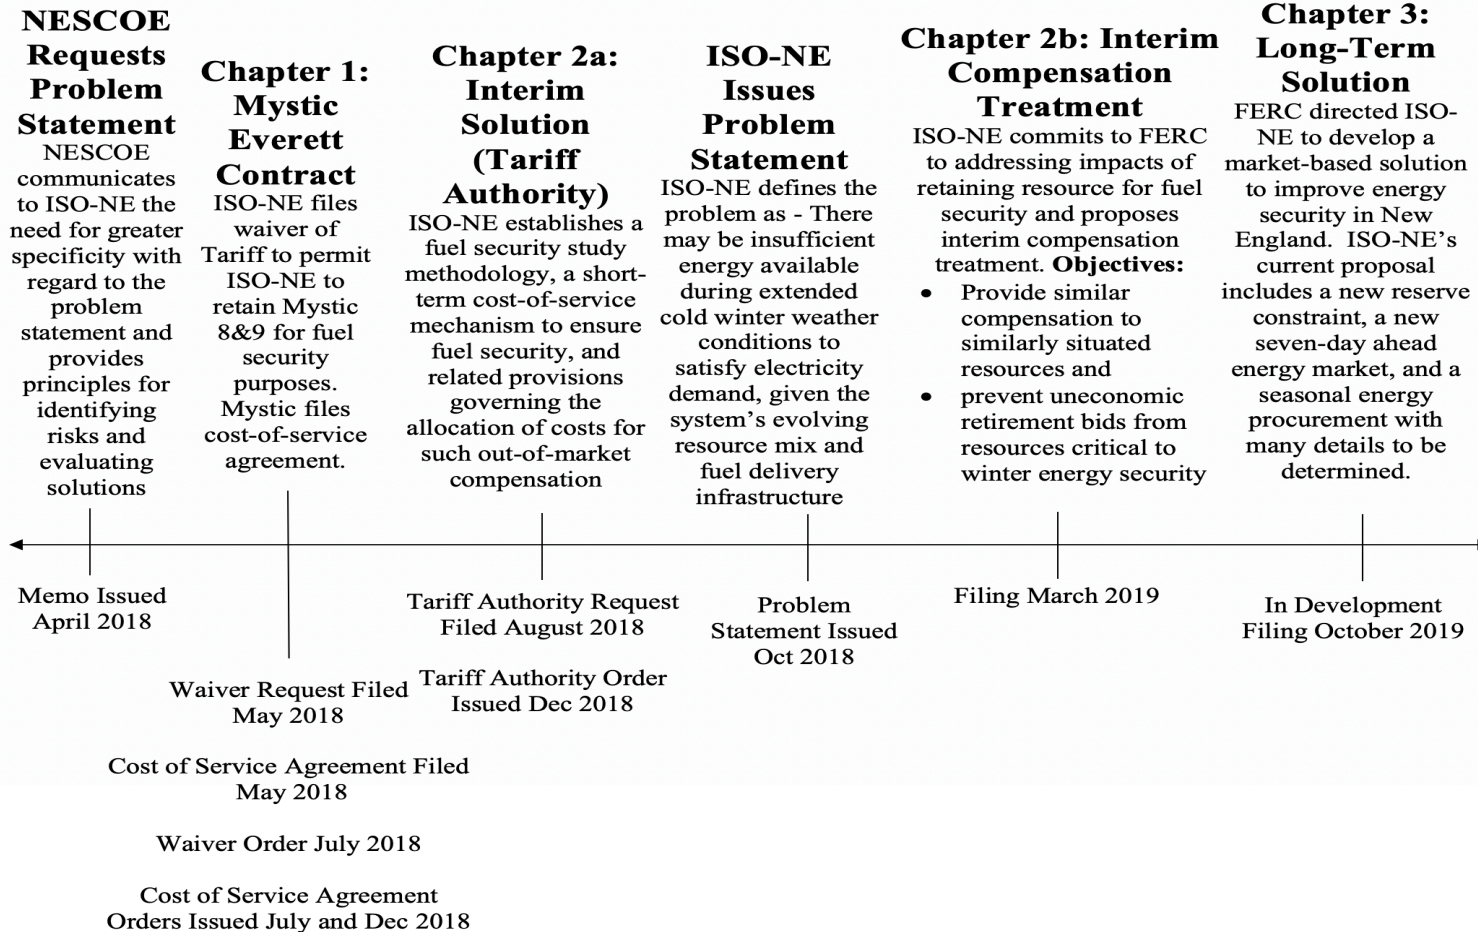 NESCOE
Requests
Problem
Statement
NESCOE
communicates
to ISO-NE the
need for greater
specificity with
regard to the
problem
statement and
provides
principles for
identifying
risks and
evaluating
solutions
Memo Issued
April 2018
Chapter 1:
Mystic
Everett
Contract
ISO-NE files
waiver of
Tariff to permit
ISO-NE to
retain Mystic
8&9 for fuel
security
purposes.
Mystic files
cost-of-service
agreement.
Waiver Request Filed
May 2018
Cost of Service Agreement Filed
May 2018
Waiver Order July 2018
Cost of Service Agreement
Orders Issued July and Dec 2018
Chapter 2a:
Interim
Solution
(Tariff
Authority)
ISO-NE establishes a
fuel security study
methodology, a short-
term cost-of-service
mechanism to ensure
fuel security, and
related provisions
governing the
allocation of costs for
such out-of-market
compensation
Tariff Authority Request
Filed August 2018
Tariff Authority Order
Issued Dec 2018
ISO-NE
Issues
Problem
Statement
ISO-NE defines the
problem as - There
may be insufficient
energy available
during extended
cold winter weather
conditions to
satisfy electricity
demand, given the
system’s evolving
resource mix and
fuel delivery
infrastructure
Problem
Statement Issued
Oct 2018
Chapter 2b: Interim
Compensation
Treatment
ISO-NE commits to FERC
to addressing impacts of
retaining resource for fuel
security and proposes
interim compensation
treatment. Objectives:
• Provide similar
compensation to
similarly situated
resources and
• prevent uneconomic
retirement bids from
resources critical to
winter energy security
Filing March 2019
Chapter 3:
Long-Term
Solution
FERC directed ISO-
NE to develop a
market-based solution
to improve energy
security in New
England.  ISO-NE’s
current proposal
includes a new reserve
constraint, a new
seven-day ahead
energy market, and a
seasonal energy
procurement with
many details to be
determined.
In Development
Filing October 2019